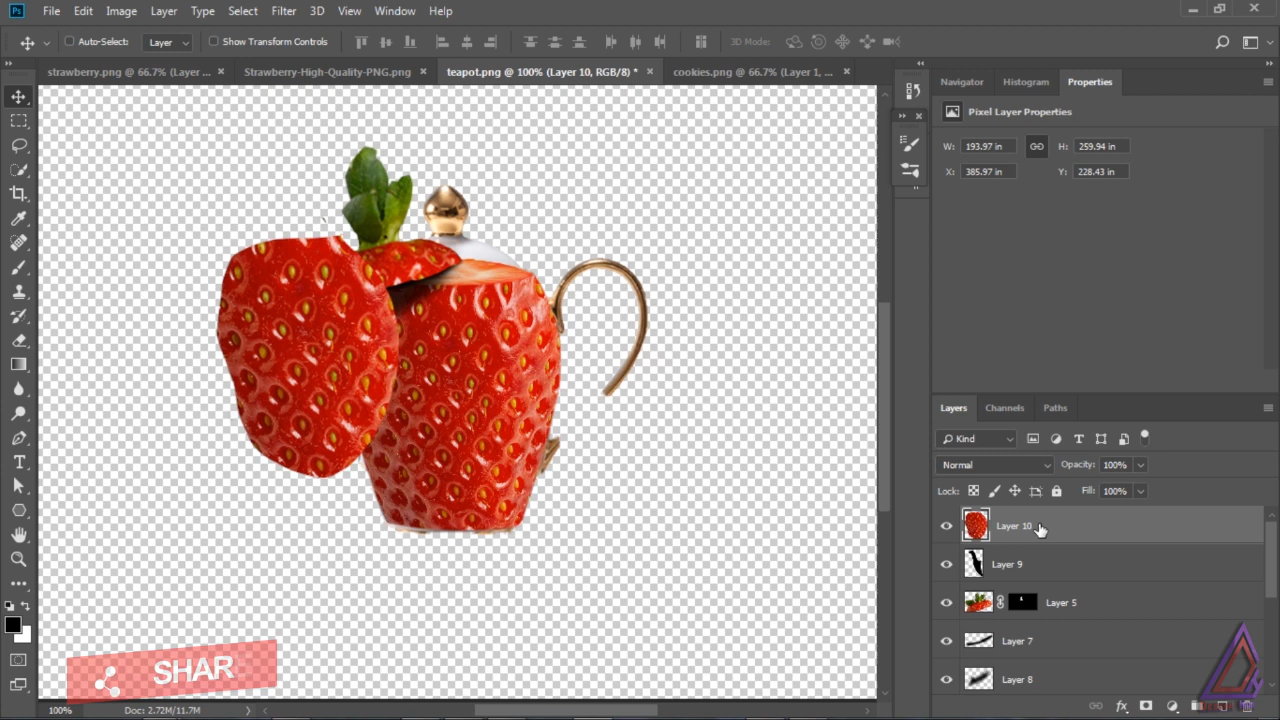 Ps File Edit Image Layer Type Select Filter 3D View Window Help
Auto-Select: Layer Show Transform Controls 3D Mode:
strawberry.png @ 66.7% (Layer ... Strawberry-High-Quality-PNG.png teapot.png @ 100% (Layer 10, RGB/8) * cookies.png @ 66.7% (Layer 1, ...
Navigator Histogram Properties
Pixel Layer Properties
W: 193.97 in H: 259.94 in
X: 385.97 in Y: 228.43 in
Layers Channels Paths
Kind
Normal Opacity: 100%
Lock: Fill: 100%
Layer 10
Layer 9
Layer 5
Layer 7
Layer 8
SHAR
100% Doc: 2.72M/11.7M